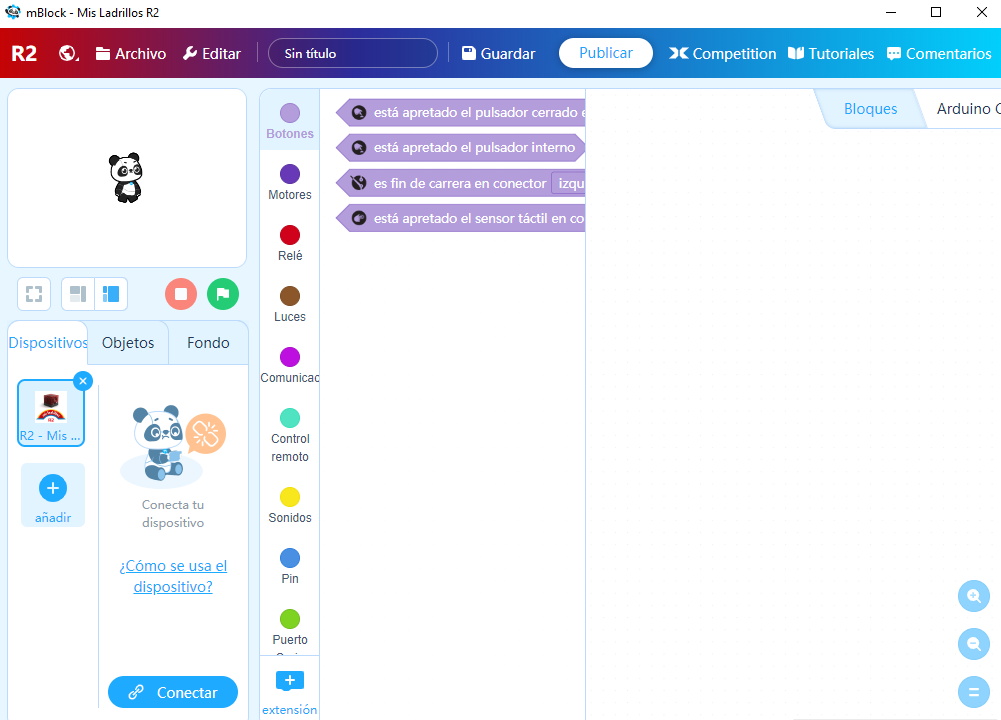 mBlock - Mis Ladrillos R2
R2
Archivo
Editar
Sin título
Guardar
Publicar
Competition
Tutoriales
Comentarios
Botones
Motores
Relé
Luces
Comunicac
Control
remoto
Sonidos
Pin
Puerto
extensión
está apretado el pulsador cerrado e
está apretado el pulsador interno
es fin de carrera en conector izqu
está apretado el sensor táctil en co
Bloques
Arduino C
Dispositivos
Objetos
Fondo
R2 - Mis ...
añadir
Conecta tu
dispositivo
¿Cómo se usa el
dispositivo?
Conectar